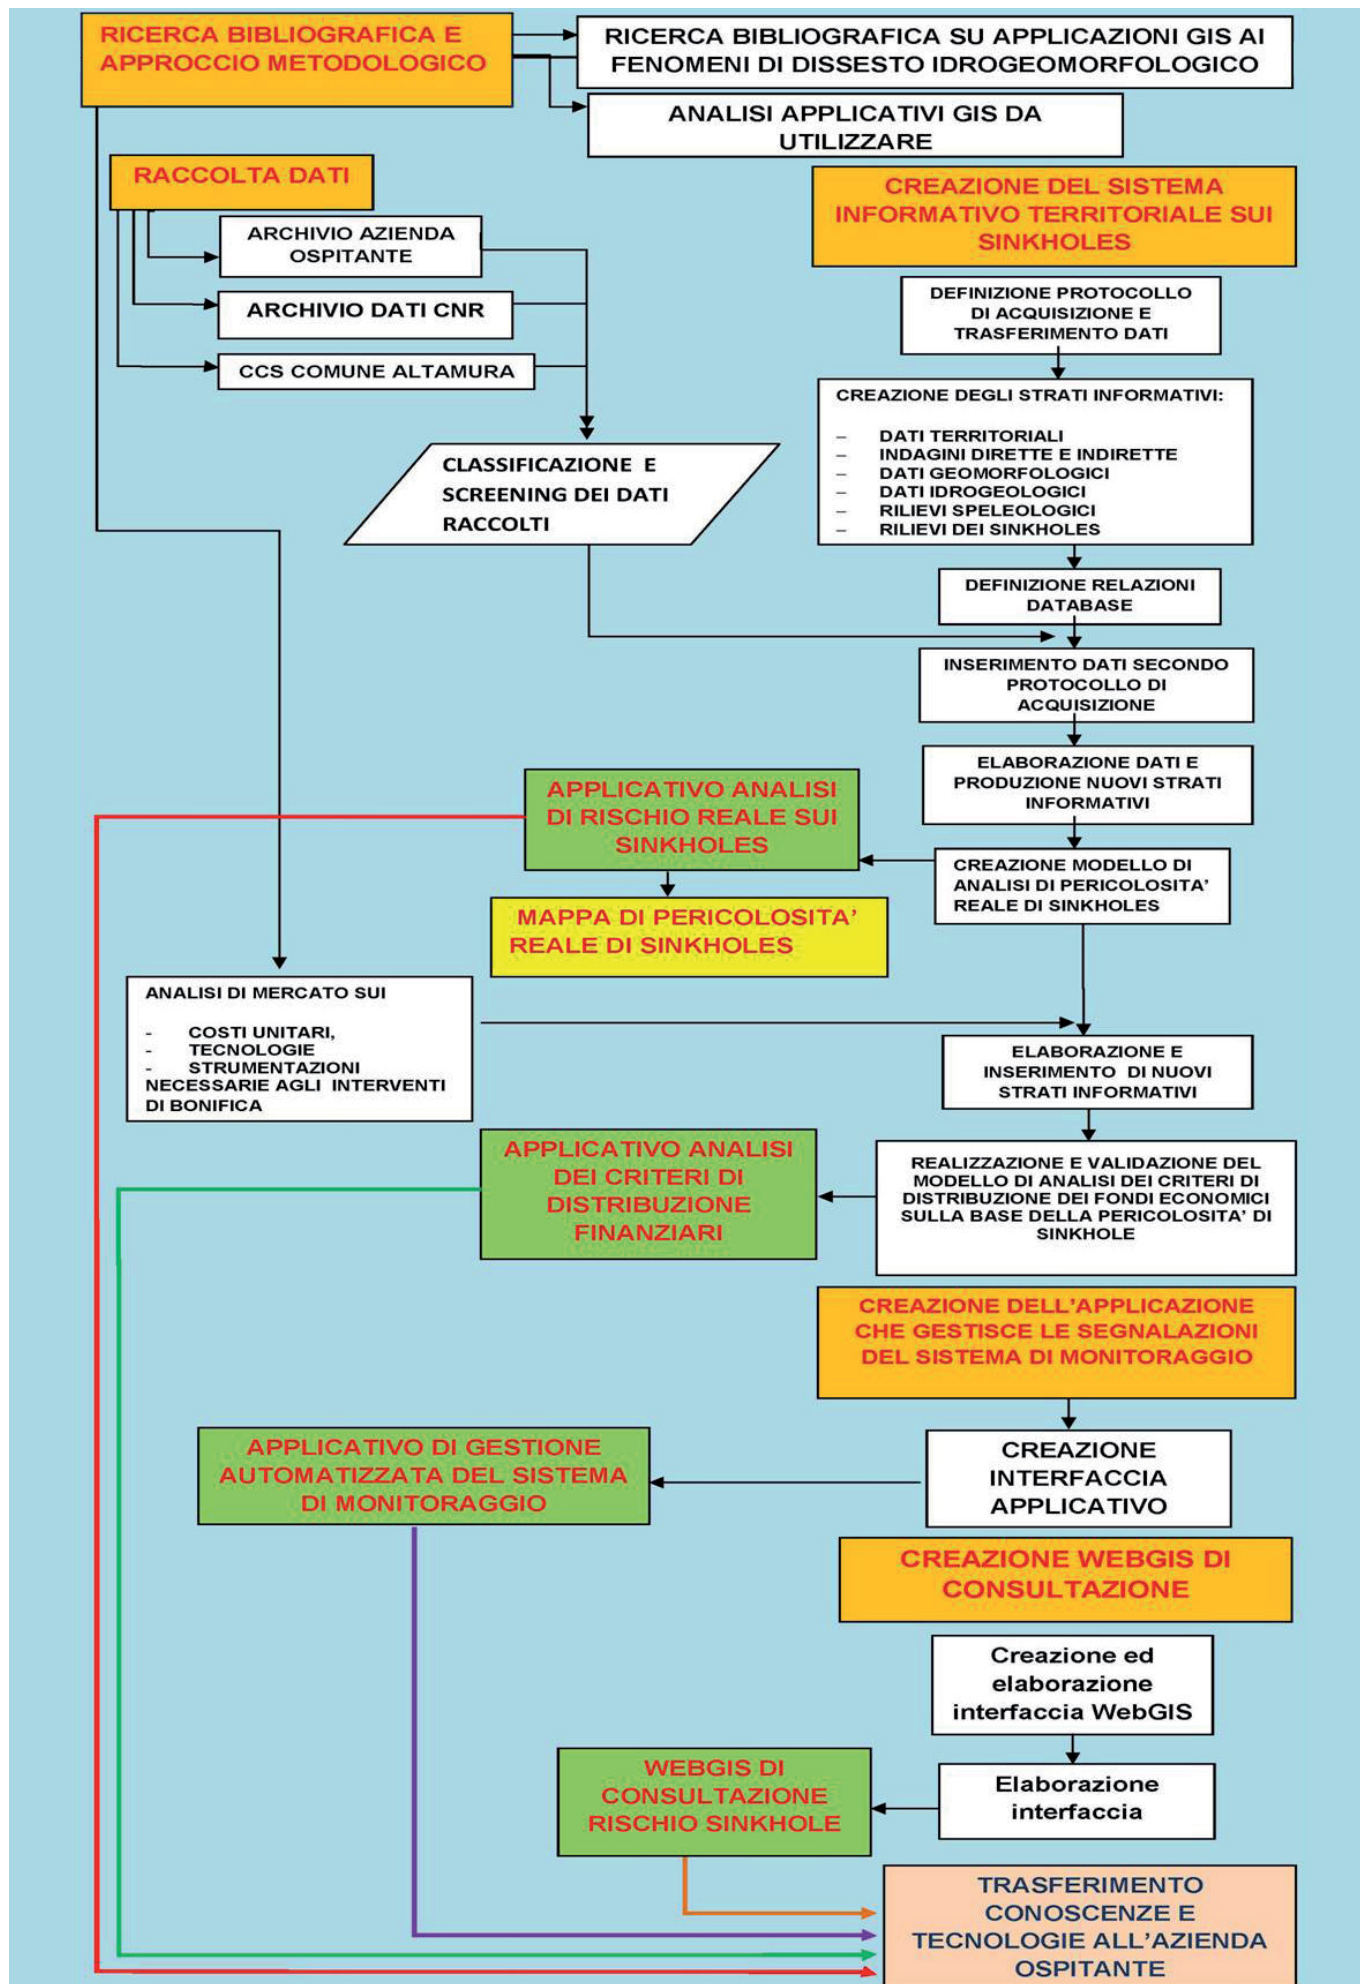 RICERCA BIBLIOGRAFICA E
APPROCCIO METODOLOGICO
RICERCA BIBLIOGRAFICA SU APPLICAZIONI GIS AI
FENOMENI DI DISSESTO IDROGEOMORFOLOGICO
ANALISI APPLICATIVI GIS DA
UTILIZZARE
RACCOLTA DATI
ARCHIVIO AZIENDA
OSPITANTE
ARCHIVIO DATI CNR
CCS COMUNE ALTAMURA
CLASSIFICAZIONE E
SCREENING DEI DATI
RACCOLTI
CREAZIONE DEL SISTEMA
INFORMATIVO TERRITORIALE SUI
SINKHOLES
DEFINIZIONE PROTOCOLLO
DI ACQUISIZIONE E
TRASFERIMENTO DATI
CREAZIONE DEGLI STRATI INFORMATIVI:
– DATI TERRITORIALI
– INDAGINI DIRETTE E INDIRETTE
– DATI GEOMORFOLOGICI
– DATI IDROGEOLOGICI
– RILIEVI SPELEOLOGICI
– RILIEVI DEI SINKHOLES
DEFINIZIONE RELAZIONI
DATABASE
INSERIMENTO DATI SECONDO
PROTOCOLLO DI
ACQUISIZIONE
ELABORAZIONE DATI E
PRODUZIONE NUOVI STRATI
INFORMATIVI
APPLICATIVO ANALISI
DI RISCHIO REALE SUI
SINKHOLES
CREAZIONE MODELLO DI
ANALISI DI PERICOLOSITA'
REALE DI SINKHOLES
MAPPA DI PERICOLOSITA'
REALE DI SINKHOLES
ANALISI DI MERCATO SUI
- COSTI UNITARI,
- TECNOLOGIE
- STRUMENTAZIONI
NECESSARIE AGLI INTERVENTI
DI BONIFICA
ELABORAZIONE E
INSERIMENTO DI NUOVI
STRATI INFORMATIVI
APPLICATIVO ANALISI
DEI CRITERI DI
DISTRIBUZIONE
FINANZIARI
REALIZZAZIONE E VALIDAZIONE DEL
MODELLO DI ANALISI DEI CRITERI DI
DISTRIBUZIONE DEI FONDI ECONOMICI
SULLA BASE DELLA PERICOLOSITA' DI
SINKHOLE
CREAZIONE DELL'APPLICAZIONE
CHE GESTISCE LE SEGNALAZIONI
DEL SISTEMA DI MONITORAGGIO
APPLICATIVO DI GESTIONE
AUTOMATIZZATA DEL SISTEMA
DI MONITORAGGIO
CREAZIONE
INTERFACCIA
APPLICATIVO
CREAZIONE WEBGIS DI
CONSULTAZIONE
Creazione ed
elaborazione
interfaccia WebGIS
WEBGIS DI
CONSULTAZIONE
RISCHIO SINKHOLE
Elaborazione
interfaccia
TRASFERIMENTO
CONOSCENZE E
TECNOLOGIE ALL'AZIENDA
OSPITANTE